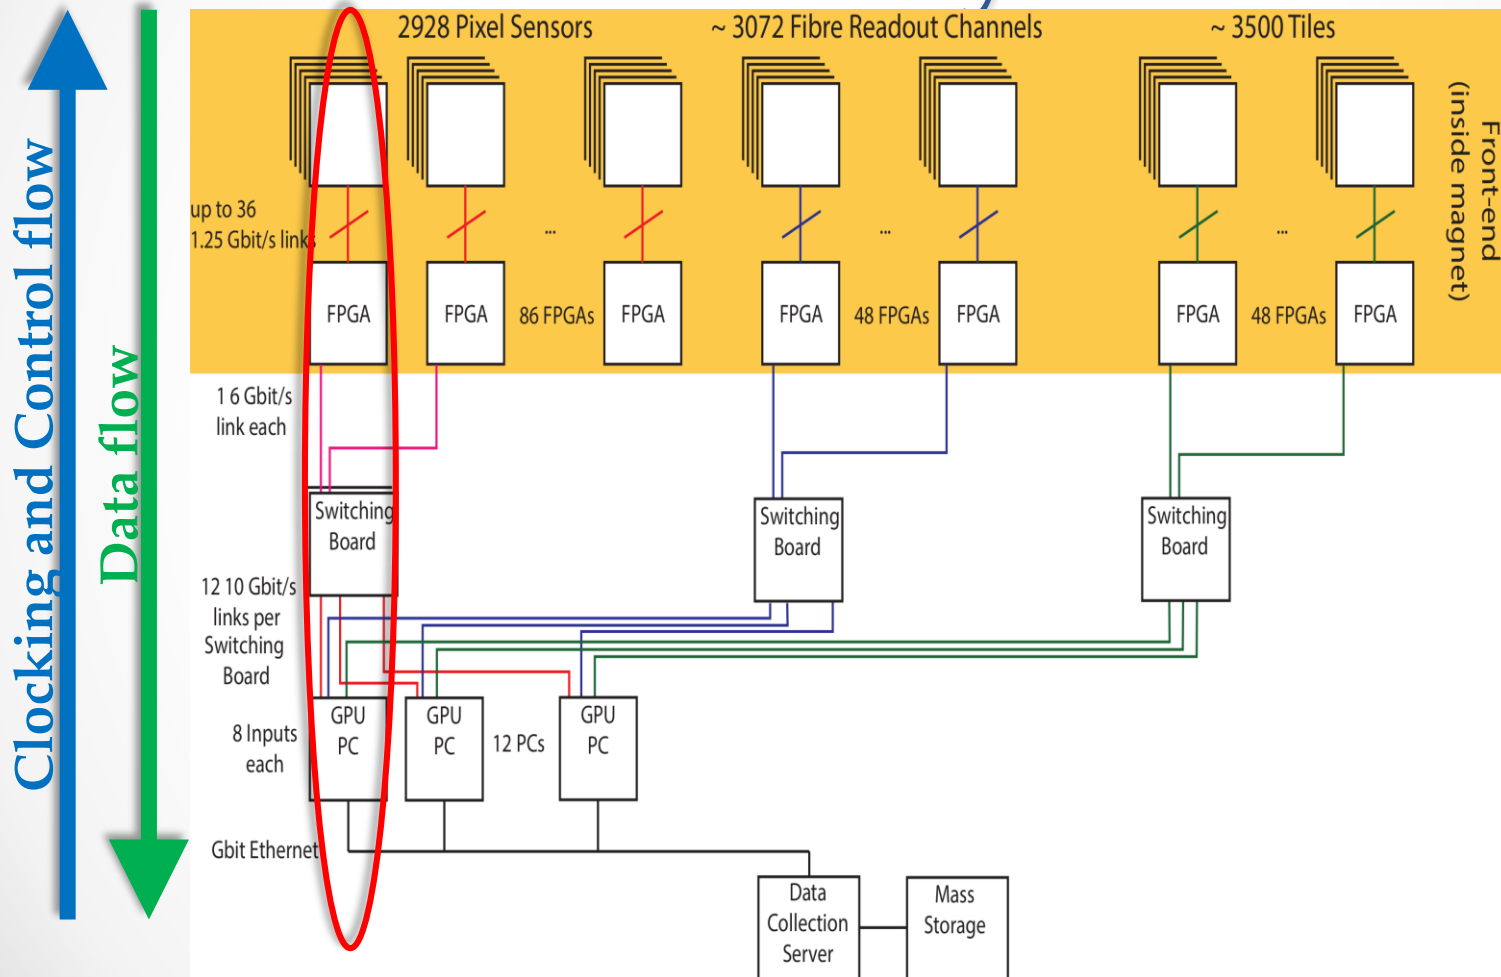 Clocking and Control flow
Data flow
2928 Pixel Sensors
~ 3072 Fibre Readout Channels
~ 3500 Tiles
Front-end
(inside magnet)
up to 36
1.25 Gbit/s links
...
...
...
FPGA
FPGA
86 FPGAs
FPGA
FPGA
48 FPGAs
FPGA
FPGA
48 FPGAs
FPGA
1 6 Gbit/s
link each
Switching
Board
Switching
Board
Switching
Board
12 10 Gbit/s
links per
Switching
Board
8 Inputs
each
GPU
PC
GPU
PC
12 PCs
GPU
PC
Gbit Ethernet
Data
Collection
Server
Mass
Storage